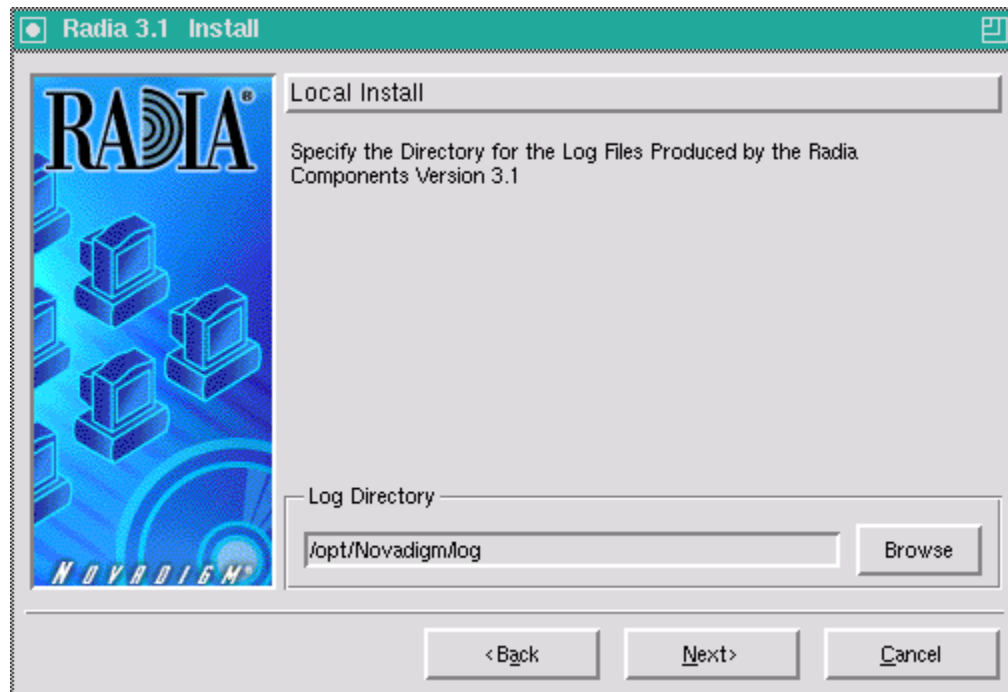 Radia 3.1 Install
RADIA®
NOVADIGM®
Local Install
Specify the Directory for the Log Files Produced by the Radia
Components Version 3.1
Log Directory
/opt/Novadigm/log
Browse
<Back
Next>
Cancel